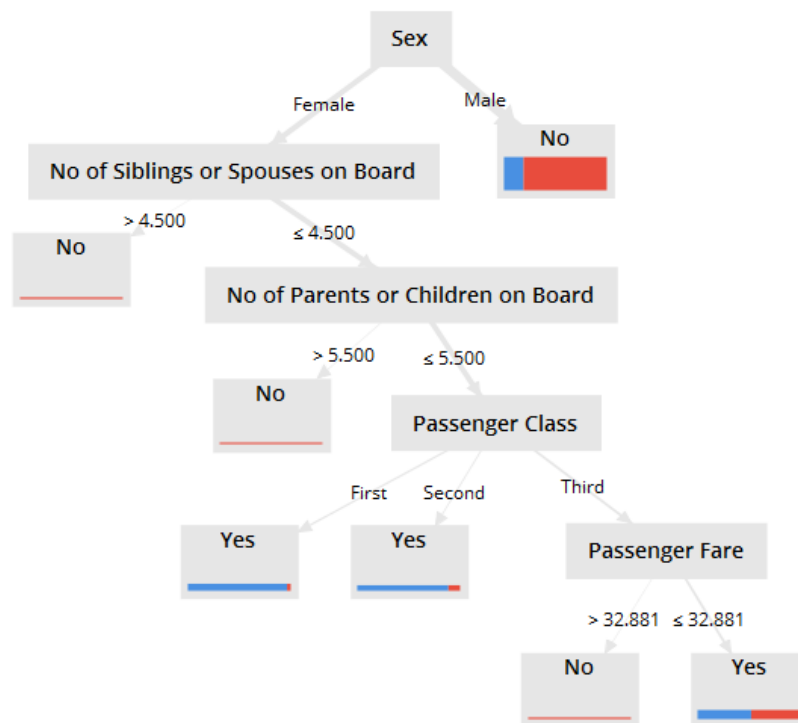 Sex
Female
Male
No
No of Siblings or Spouses on Board
> 4.500
≤ 4.500
No
No of Parents or Children on Board
> 5.500
≤ 5.500
No
Passenger Class
First
Second
Third
Yes
Yes
Passenger Fare
> 32.881
≤ 32.881
No
Yes